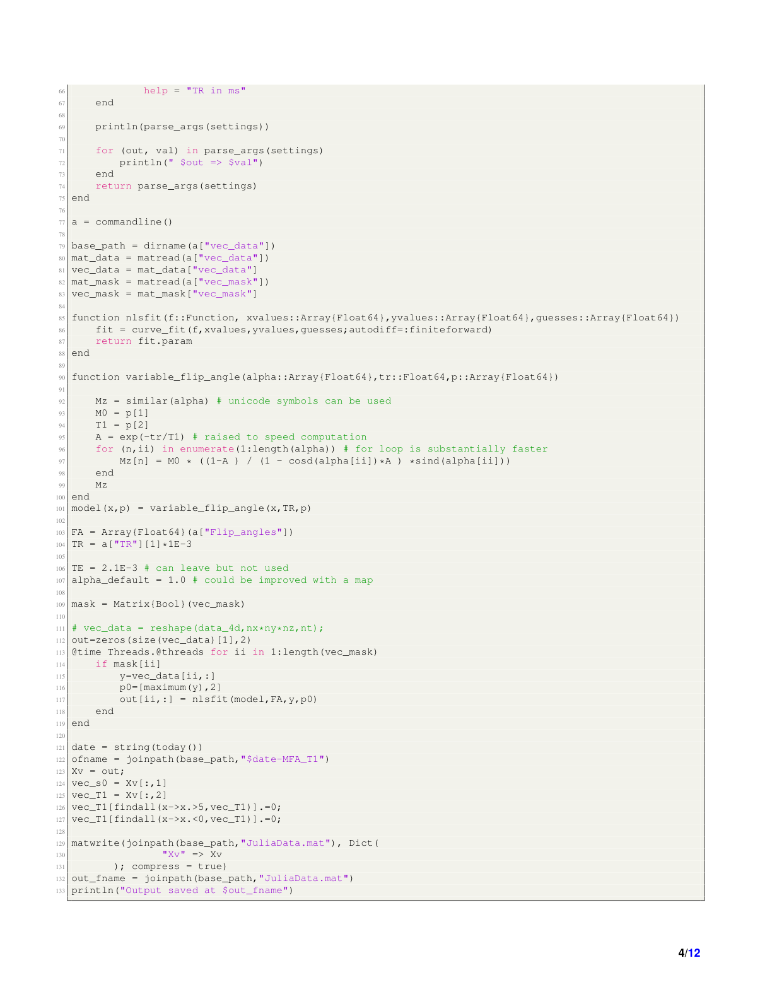 66 help = "TR in ms"
67 end
68
69 println(parse_args(settings))
70
71 for (out, val) in parse_args(settings)
72 println(" $out => $val")
73 end
74 return parse_args(settings)
75 end
76
77 a = commandline()
78
79 base_path = dirname(a["vec_data"])
80 mat_data = matread(a["vec_data"])
81 vec_data = mat_data["vec_data"]
82 mat_mask = matread(a["vec_mask"])
83 vec_mask = mat_mask["vec_mask"]
84
85 function nlsfit(f::Function, xvalues::Array{Float64},yvalues::Array{Float64},guesses::Array{Float64})
86 fit = curve_fit(f,xvalues,yvalues,guesses;autodiff=:finiteforward)
87 return fit.param
88 end
89
90 function variable_flip_angle(alpha::Array{Float64},tr::Float64,p::Array{Float64})
91
92 Mz = similar(alpha) # unicode symbols can be used
93 M0 = p[1]
94 T1 = p[2]
95 A = exp(-tr/T1) # raised to speed computation
96 for (n,ii) in enumerate(1:length(alpha)) # for loop is substantially faster
97 Mz[n] = M0 * ((1-A ) / (1 - cosd(alpha[ii])*A ) *sind(alpha[ii]))
98 end
99 Mz
100 end
101 model(x,p) = variable_flip_angle(x,TR,p)
102
103 FA = Array{Float64}(a["Flip_angles"])
104 TR = a["TR"][1]*1E-3
105
106 TE = 2.1E-3 # can leave but not used
107 alpha_default = 1.0 # could be improved with a map
108
109 mask = Matrix{Bool}(vec_mask)
110
111 # vec_data = reshape(data_4d,nx*ny*nz,nt);
112 out=zeros(size(vec_data)[1],2)
113 @time Threads.@threads for ii in 1:length(vec_mask)
114 if mask[ii]
115 y=vec_data[ii,:]
116 p0=[maximum(y),2]
117 out[ii,:] = nlsfit(model,FA,y,p0)
118 end
119 end
120
121 date = string(today())
122 ofname = joinpath(base_path,"$date-MFA_T1")
123 Xv = out;
124 vec_s0 = Xv[:,1]
125 vec_T1 = Xv[:,2]
126 vec_T1[findall(x->x.>5,vec_T1)].=0;
127 vec_T1[findall(x->x.<0,vec_T1)].=0;
128
129 matwrite(joinpath(base_path,"JuliaData.mat"), Dict(
130 "Xv" => Xv
131 ); compress = true)
132 out_fname = joinpath(base_path,"JuliaData.mat")
133 println("Output saved at $out_fname")
4/12